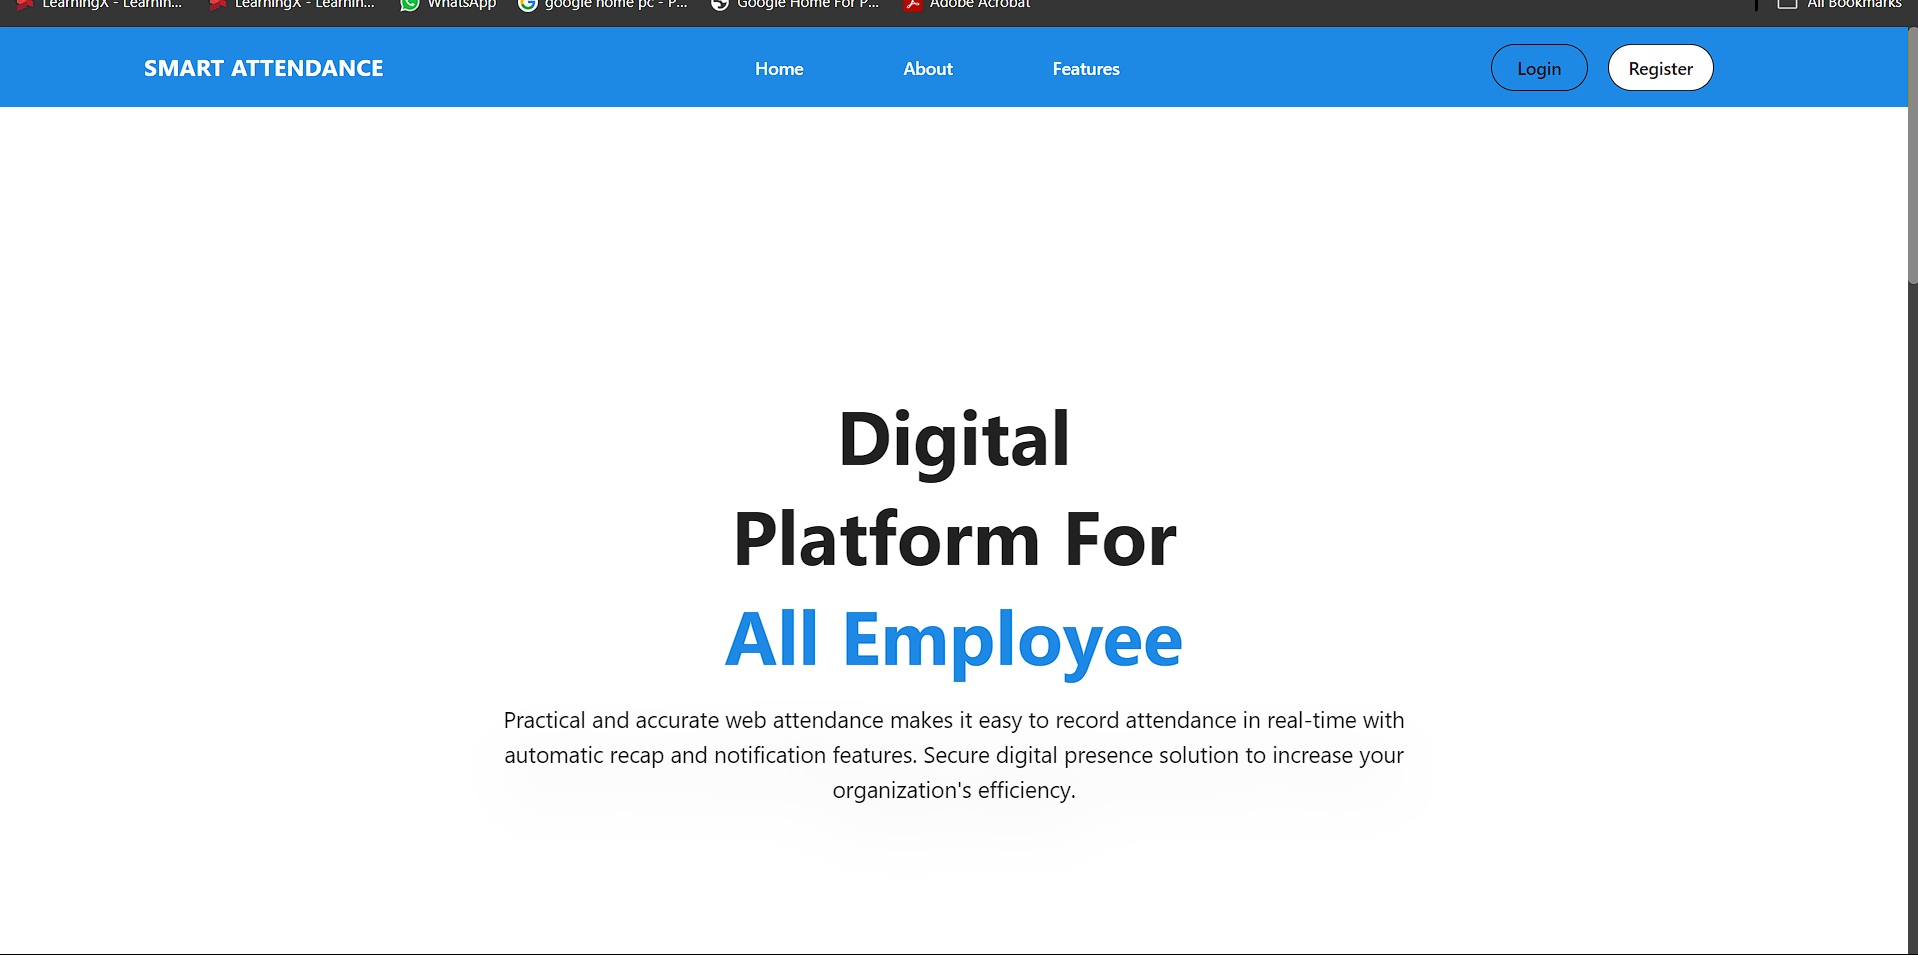 LearningX - Learnin...
LearningX - Learnin...
WhatsApp
google home pc - P...
Google Home For P...
Adobe Acrobat
All Bookmarks
SMART ATTENDANCE
Home
About
Features
Login
Register
Digital
Platform For
All Employee
Practical and accurate web attendance makes it easy to record attendance in real-time with
automatic recap and notification features. Secure digital presence solution to increase your
organization's efficiency.